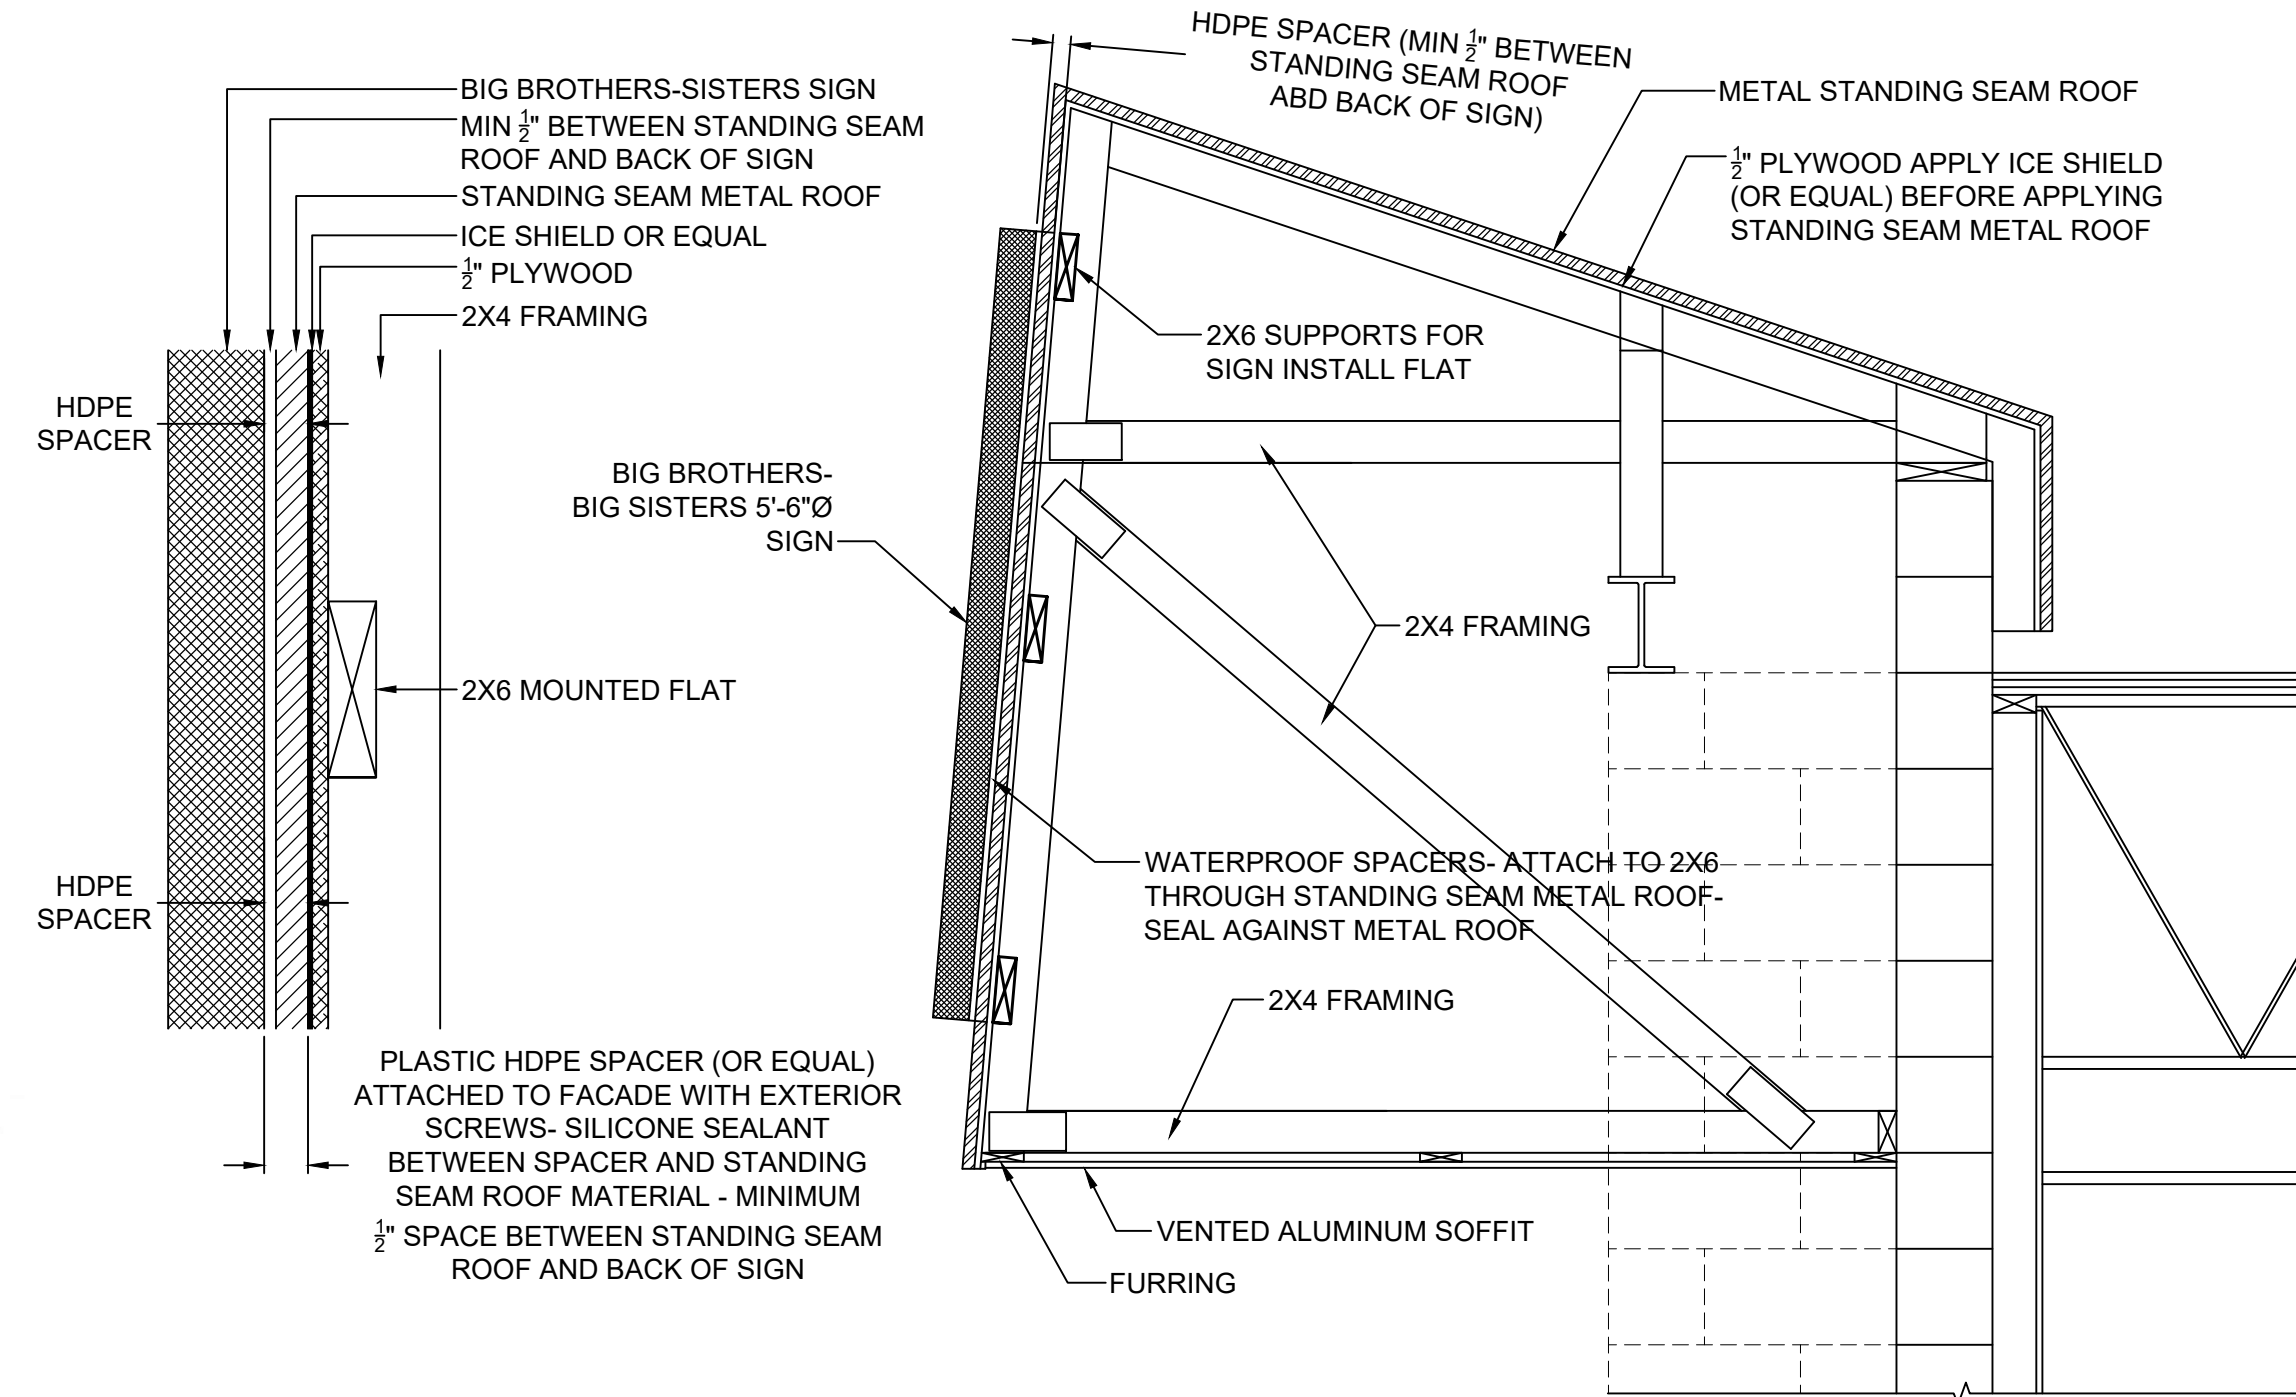 BIG BROTHERS-SISTERS SIGN
MIN 1/2" BETWEEN STANDING SEAM
ROOF AND BACK OF SIGN
STANDING SEAM METAL ROOF
ICE SHIELD OR EQUAL
1/2" PLYWOOD
2X4 FRAMING
HDPE
SPACER
2X6 MOUNTED FLAT
HDPE
SPACER
PLASTIC HDPE SPACER (OR EQUAL)
ATTACHED TO FACADE WITH EXTERIOR
SCREWS- SILICONE SEALANT
BETWEEN SPACER AND STANDING
SEAM ROOF MATERIAL - MINIMUM
1/2" SPACE BETWEEN STANDING SEAM
ROOF AND BACK OF SIGN
HDPE SPACER (MIN 1/2" BETWEEN
STANDING SEAM ROOF
ABD BACK OF SIGN)
METAL STANDING SEAM ROOF
1/2" PLYWOOD APPLY ICE SHIELD
(OR EQUAL) BEFORE APPLYING
STANDING SEAM METAL ROOF
2X6 SUPPORTS FOR
SIGN INSTALL FLAT
BIG BROTHERS-
BIG SISTERS 5'-6"Ø
SIGN
2X4 FRAMING
WATERPROOF SPACERS- ATTACH TO 2X6
THROUGH STANDING SEAM METAL ROOF-
SEAL AGAINST METAL ROOF
2X4 FRAMING
VENTED ALUMINUM SOFFIT
FURRING